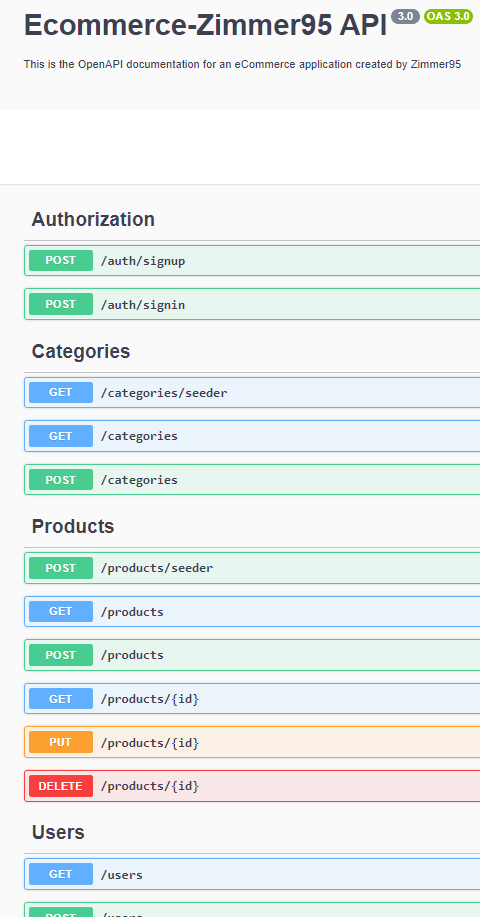 Ecommerce-Zimmer95 API 3.0 OAS 3.0
This is the OpenAPI documentation for an eCommerce application created by Zimmer95
Authorization
POST /auth/signup
POST /auth/signin
Categories
GET /categories/seeder
GET /categories
POST /categories
Products
POST /products/seeder
GET /products
POST /products
GET /products/{id}
PUT /products/{id}
DELETE /products/{id}
Users
GET /users
POST /users